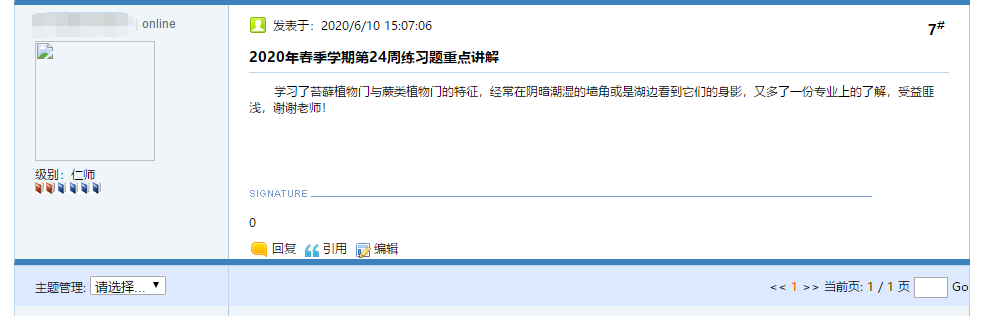 online
发表于：2020/6/10 15:07:06
7#
2020年春季学期第24周练习题重点讲解
学习了苔藓植物门与蕨类植物门的特征，经常在阴暗潮湿的墙角或是湖边看到它们的身影，又多了一份专业上的了解，受益匪
浅，谢谢老师！
级别：仁师
SIGNATURE
0
回复 引用 编辑
主题管理: 请选择... << 1 >> 当前页: 1 / 1 页 Go